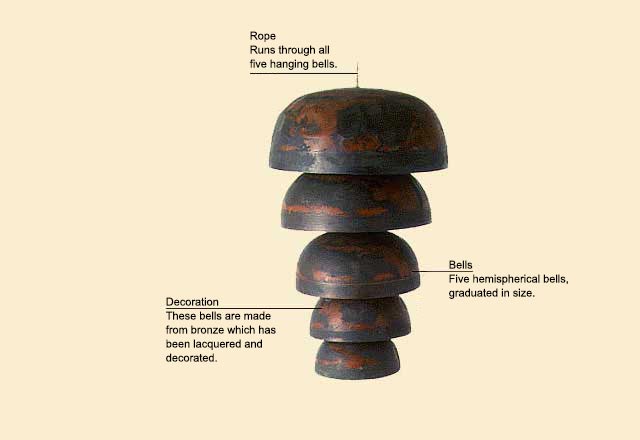 Rope
Runs through all
five hanging bells.
Bells
Five hemispherical bells,
graduated in size.
Decoration
These bells are made
from bronze which has
been lacquered and
decorated.